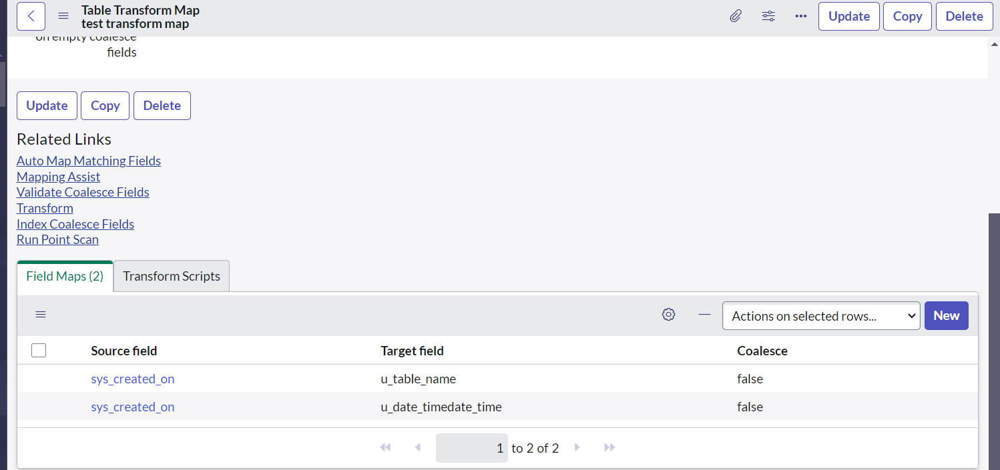 Table Transform Map
test transform map
Update
Copy
Delete
on empty coalesce
fields
Update
Copy
Delete
Related Links
Auto Map Matching Fields
Mapping Assist
Validate Coalesce Fields
Transform
Index Coalesce Fields
Run Point Scan
Field Maps (2)
Transform Scripts
Actions on selected rows...
New
Source field
Target field
Coalesce
sys_created_on
u_table_name
false
sys_created_on
u_date_timedate_time
false
1 to 2 of 2